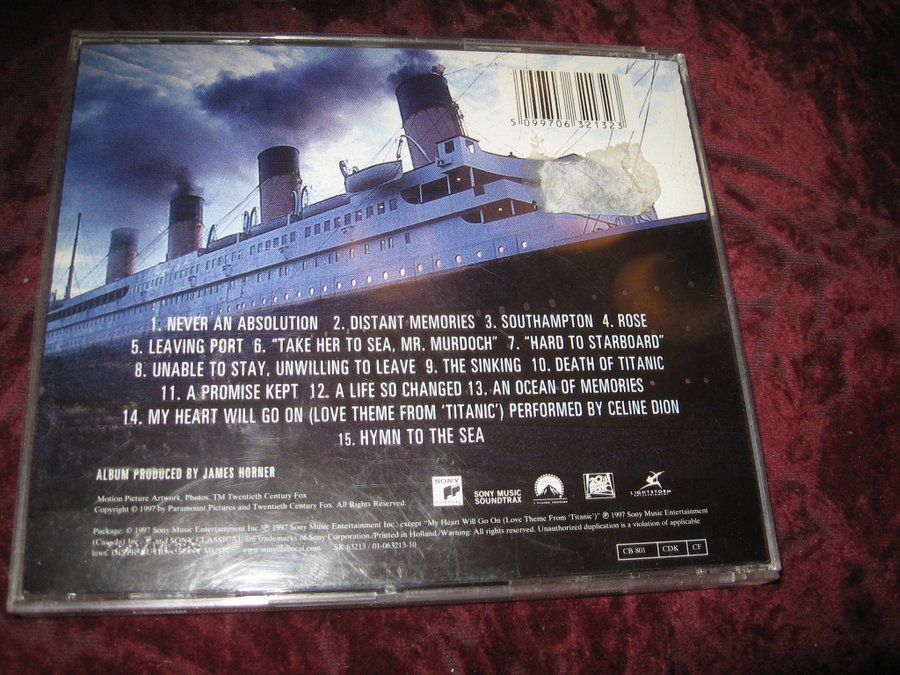 5 099706 321323
1. NEVER AN ABSOLUTION 2. DISTANT MEMORIES 3. SOUTHAMPTON 4. ROSE
5. LEAVING PORT 6. "TAKE HER TO SEA, MR. MURDOCH" 7. "HARD TO STARBOARD"
8. UNABLE TO STAY, UNWILLING TO LEAVE 9. THE SINKING 10. DEATH OF TITANIC
11. A PROMISE KEPT 12. A LIFE SO CHANGED 13. AN OCEAN OF MEMORIES
14. MY HEART WILL GO ON (LOVE THEME FROM 'TITANIC') PERFORMED BY CELINE DION
15. HYMN TO THE SEA
ALBUM PRODUCED BY JAMES HORNER
SONY
CLASSICAL
SONY MUSIC
SOUNDTRAX
LIGHTSTORM
Motion Picture Artwork, Photos, TM Twentieth Century Fox
Copyright © 1997 by Paramount Pictures and Twentieth Century Fox. All Rights Reserved.
Package: © 1997 Sony Music Entertainment Inc./℗ 1997 Sony Music Entertainment Inc.; except "My Heart Will Go On (Love Theme From 'Titanic')" ℗ 1997 Sony Music Entertainment
(Canada) Inc. / and SONY CLASSICAL are trademarks of Sony Corporation./Printed in Holland/Warning: All rights reserved. Unauthorized duplication is a violation of applicable
MUSIC www.sonyclassical.com SK 63213 / 01-063213-10
CB 801 CDK CF